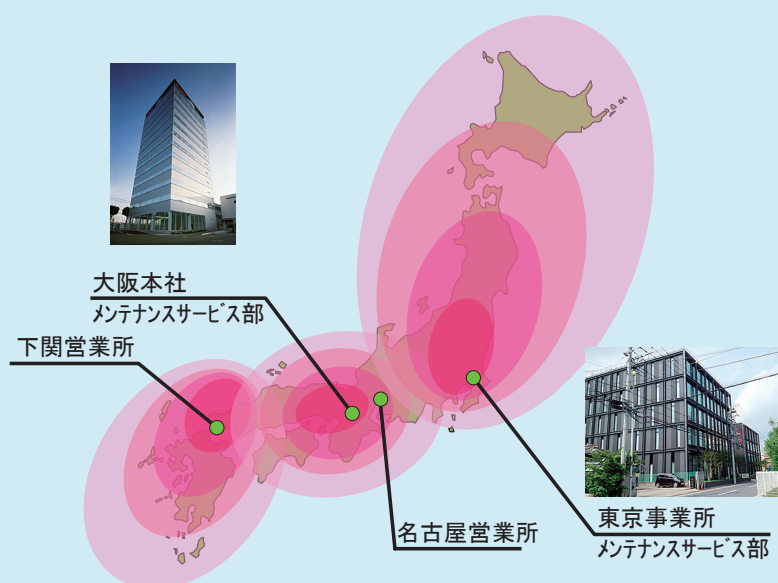 大阪本社
ﾒﾝﾃﾅﾝｽｻｰﾋﾞｽ部
下関営業所
名古屋営業所
東京事業所
ﾒﾝﾃﾅﾝｽｻｰﾋﾞｽ部